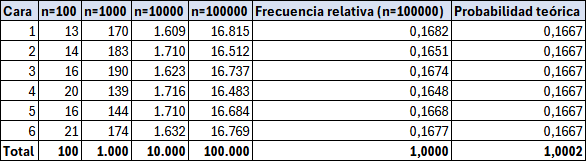 Cara n=100 n=1000 n=10000 n=100000 Frecuencia relativa (n=100000) Probabilidad teórica
1 13 170 1.609 16.815 0,1682 0,1667
2 14 183 1.710 16.512 0,1651 0,1667
3 16 190 1.623 16.737 0,1674 0,1667
4 20 139 1.716 16.483 0,1648 0,1667
5 16 144 1.710 16.684 0,1668 0,1667
6 21 174 1.632 16.769 0,1677 0,1667
Total 100 1.000 10.000 100.000 1,0000 1,0002